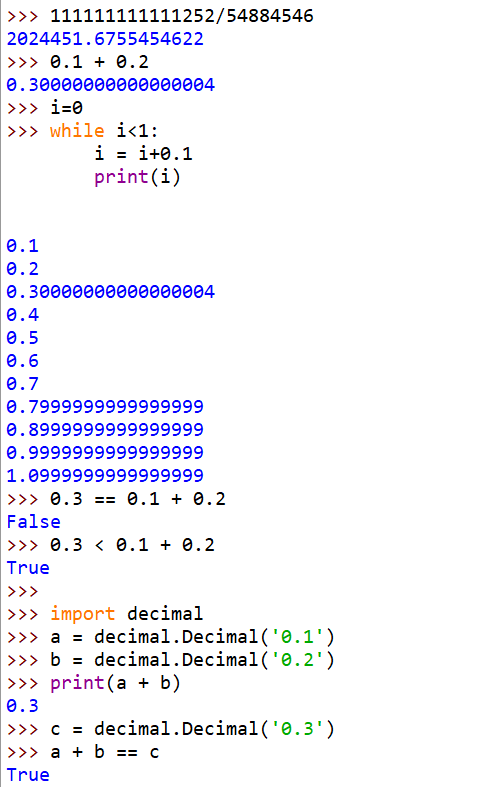 >>> 111111111111252/54884546
2024451.6755454622
>>> 0.1 + 0.2
0.30000000000000004
>>> i=0
>>> while i<1:
        i = i+0.1
        print(i)
0.1
0.2
0.30000000000000004
0.4
0.5
0.6
0.7
0.7999999999999999
0.8999999999999999
0.9999999999999999
1.0999999999999999
>>> 0.3 == 0.1 + 0.2
False
>>> 0.3 < 0.1 + 0.2
True
>>>
>>> import decimal
>>> a = decimal.Decimal('0.1')
>>> b = decimal.Decimal('0.2')
>>> print(a + b)
0.3
>>> c = decimal.Decimal('0.3')
>>> a + b == c
True